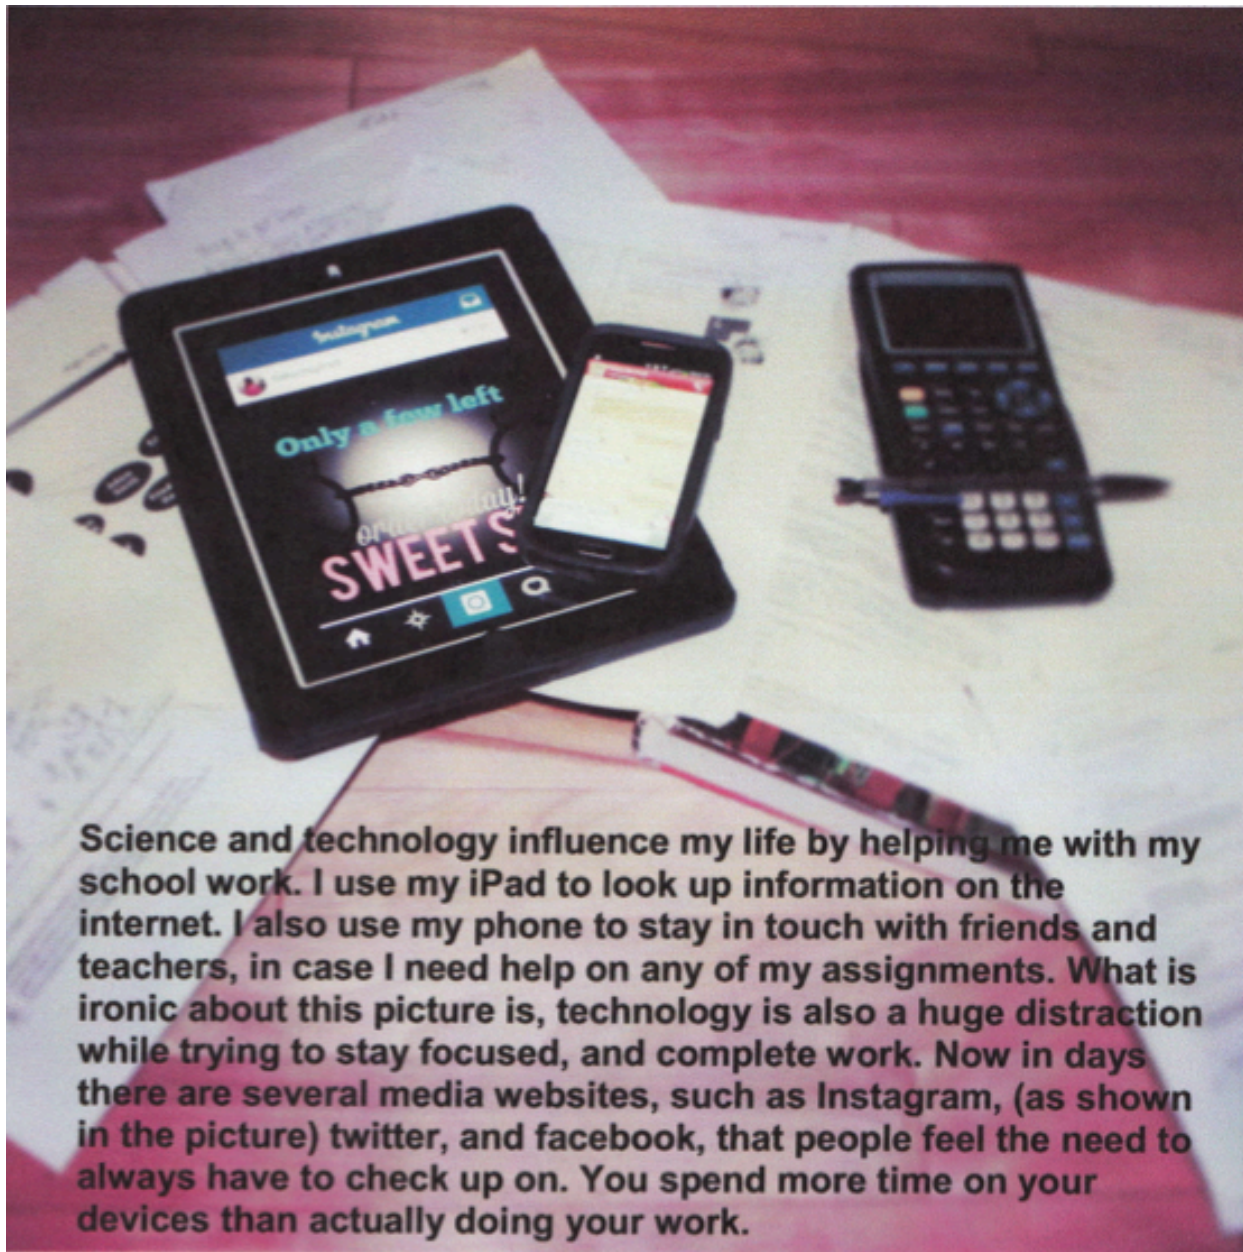 Instagram
Only a few left
SWEETS
Science and technology influence my life by helping me with my
school work. I use my iPad to look up information on the
internet. I also use my phone to stay in touch with friends and
teachers, in case I need help on any of my assignments. What is
ironic about this picture is, technology is also a huge distraction
while trying to stay focused, and complete work. Now in days
there are several media websites, such as Instagram, (as shown
in the picture) twitter, and facebook, that people feel the need to
always have to check up on. You spend more time on your
devices than actually doing your work.